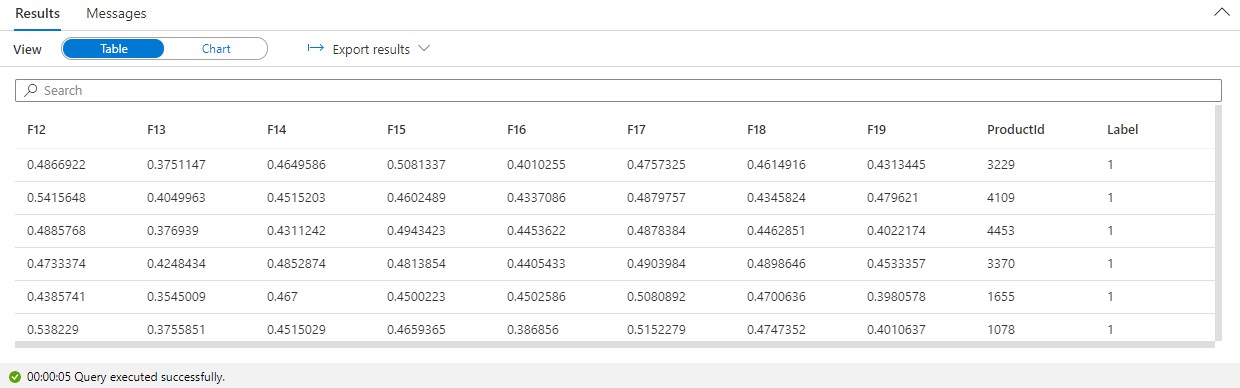 Results Messages
View Table Chart Export results
Search
F12 F13 F14 F15 F16 F17 F18 F19 ProductId Label
0.4866922 0.3751147 0.4649586 0.5081337 0.4010255 0.4757325 0.4614916 0.4313445 3229 1
0.5415648 0.4049963 0.4515203 0.4602489 0.4337086 0.4879757 0.4345824 0.479621 4109 1
0.4885768 0.376939 0.4311242 0.4943423 0.4453622 0.4878384 0.4462851 0.4022174 4453 1
0.4733374 0.4248434 0.4852874 0.4813854 0.4405433 0.4903984 0.4898646 0.4533357 3370 1
0.4385741 0.3545009 0.467 0.4500223 0.4502586 0.5080892 0.4700636 0.3980578 1655 1
0.538229 0.3755851 0.4515029 0.4659365 0.386856 0.5152279 0.4747352 0.4010637 1078 1
00:00:05 Query executed successfully.